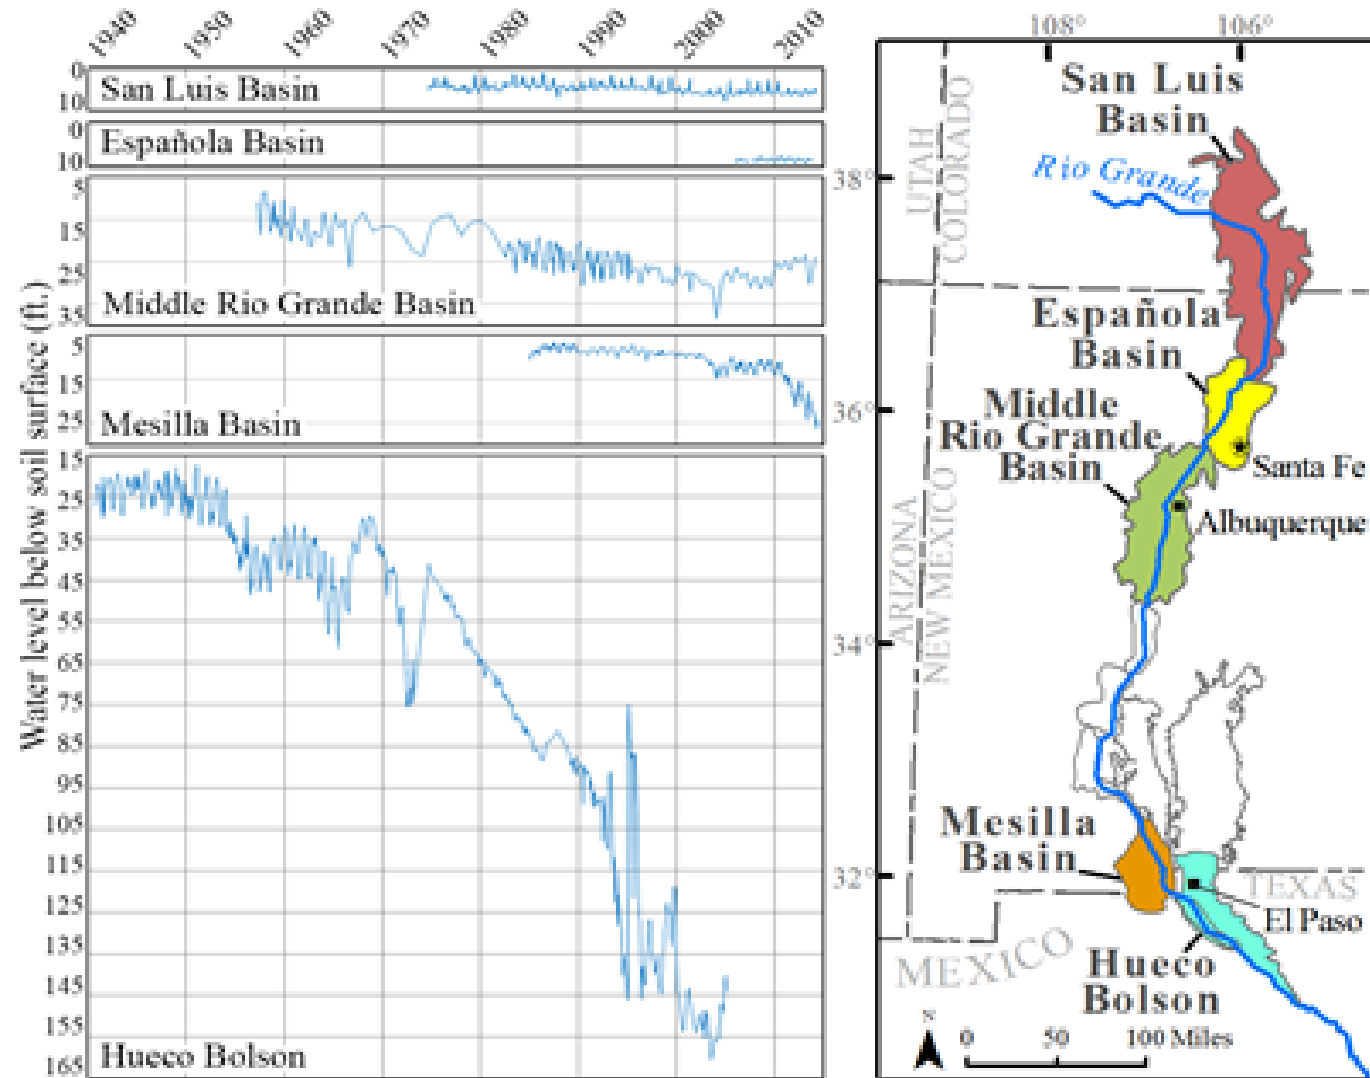 1940 1950 1960 1970 1980 1990 2000 2010
0
San Luis Basin
10
0
Española Basin
10
5
15
25
Middle Rio Grande Basin
35
5
15
25
Mesilla Basin
15
25
35
45
55
65
75
85
95
105
115
125
135
145
155
Hueco Bolson
165
Water level below soil surface (ft.)
108° 106°
San Luis
Basin
Rio Grande
38°
UTAH
COLORADO
Española
Basin
36°
Middle
Rio Grande
Basin
Santa Fe
Albuquerque
ARIZONA
NEW MEXICO
34°
Mesilla
Basin
32°
TEXAS
El Paso
MEXICO
Hueco
Bolson
N
0 50 100 Miles